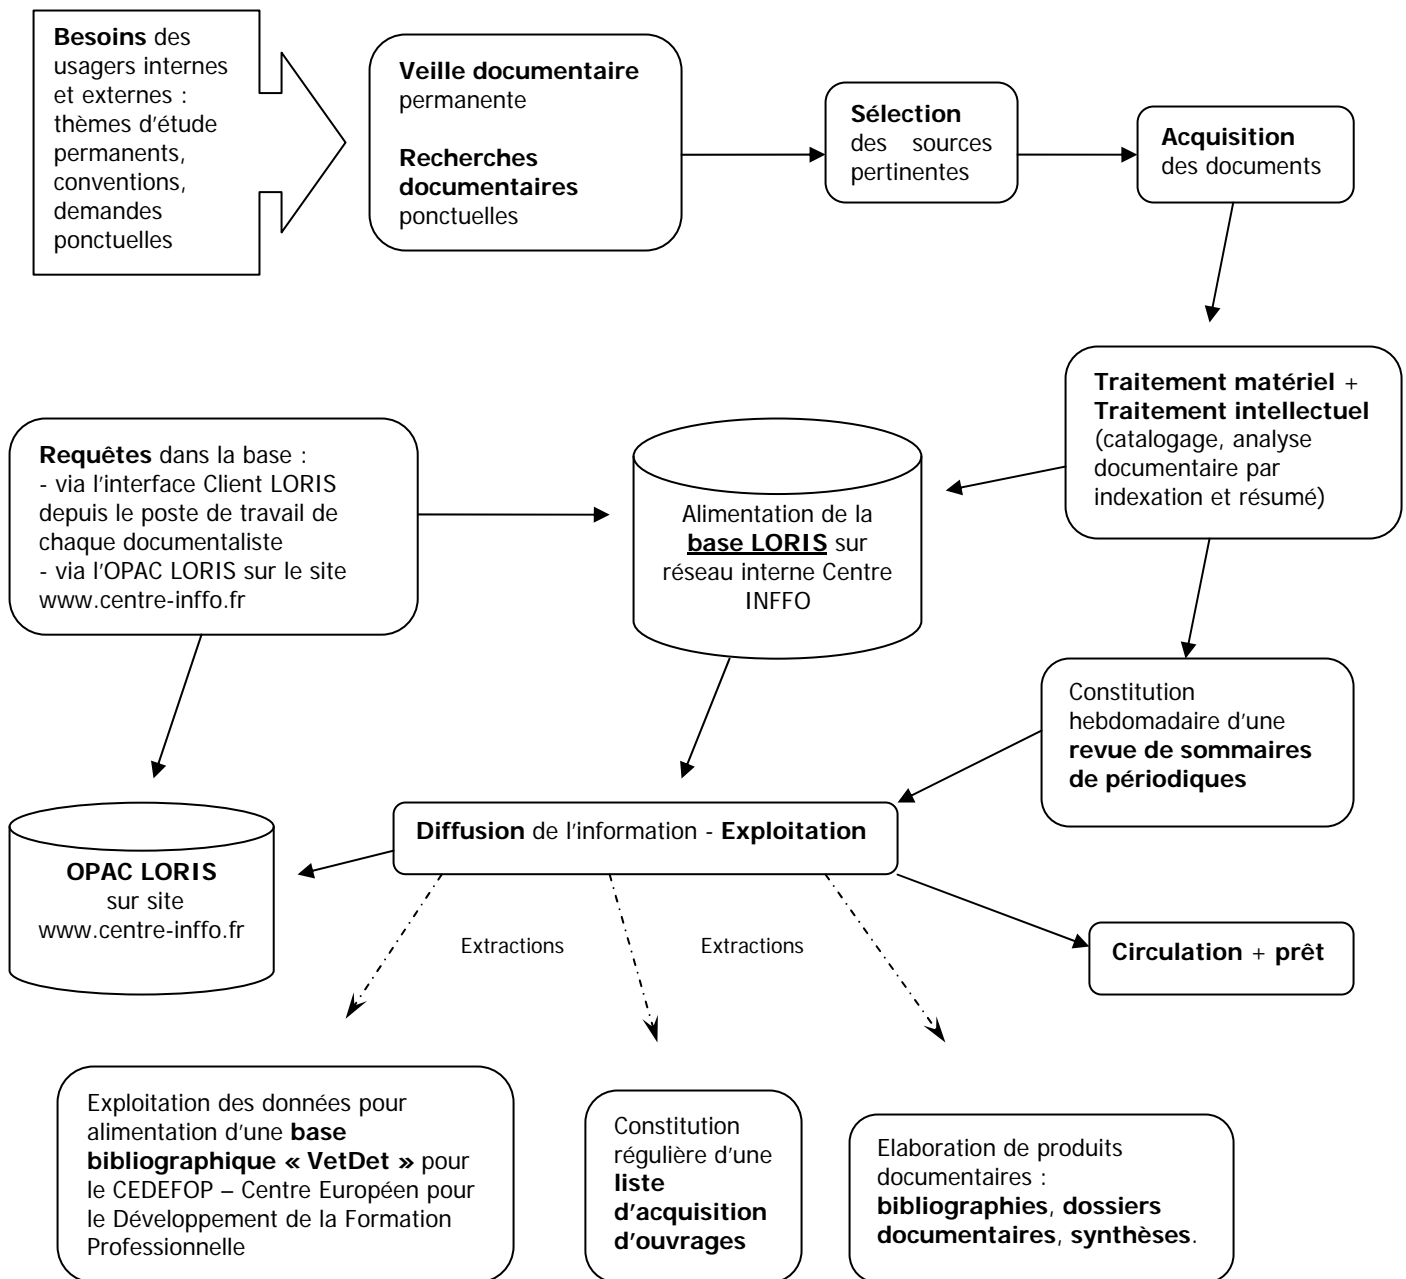 Besoins des
usagers internes
et externes :
thèmes d'étude
permanents,
conventions,
demandes
ponctuelles
Veille documentaire
permanente
Recherches
documentaires
ponctuelles
Sélection
des sources
pertinentes
Acquisition
des documents
Traitement matériel +
Traitement intellectuel
(catalogage, analyse
documentaire par
indexation et résumé)
Requêtes dans la base :
- via l'interface Client LORIS
depuis le poste de travail de
chaque documentaliste
- via l'OPAC LORIS sur le site
www.centre-inffo.fr
Alimentation de la
base LORIS sur
réseau interne Centre
INFFO
Constitution
hebdomadaire d'une
revue de sommaires
de périodiques
Diffusion de l'information - Exploitation
OPAC LORIS
sur site
www.centre-inffo.fr
Extractions
Extractions
Circulation + prêt
Exploitation des données pour
alimentation d'une base
bibliographique « VetDet » pour
le CEDEFOP – Centre Européen pour
le Développement de la Formation
Professionnelle
Constitution
régulière d'une
liste
d'acquisition
d'ouvrages
Elaboration de produits
documentaires :
bibliographies, dossiers
documentaires, synthèses.